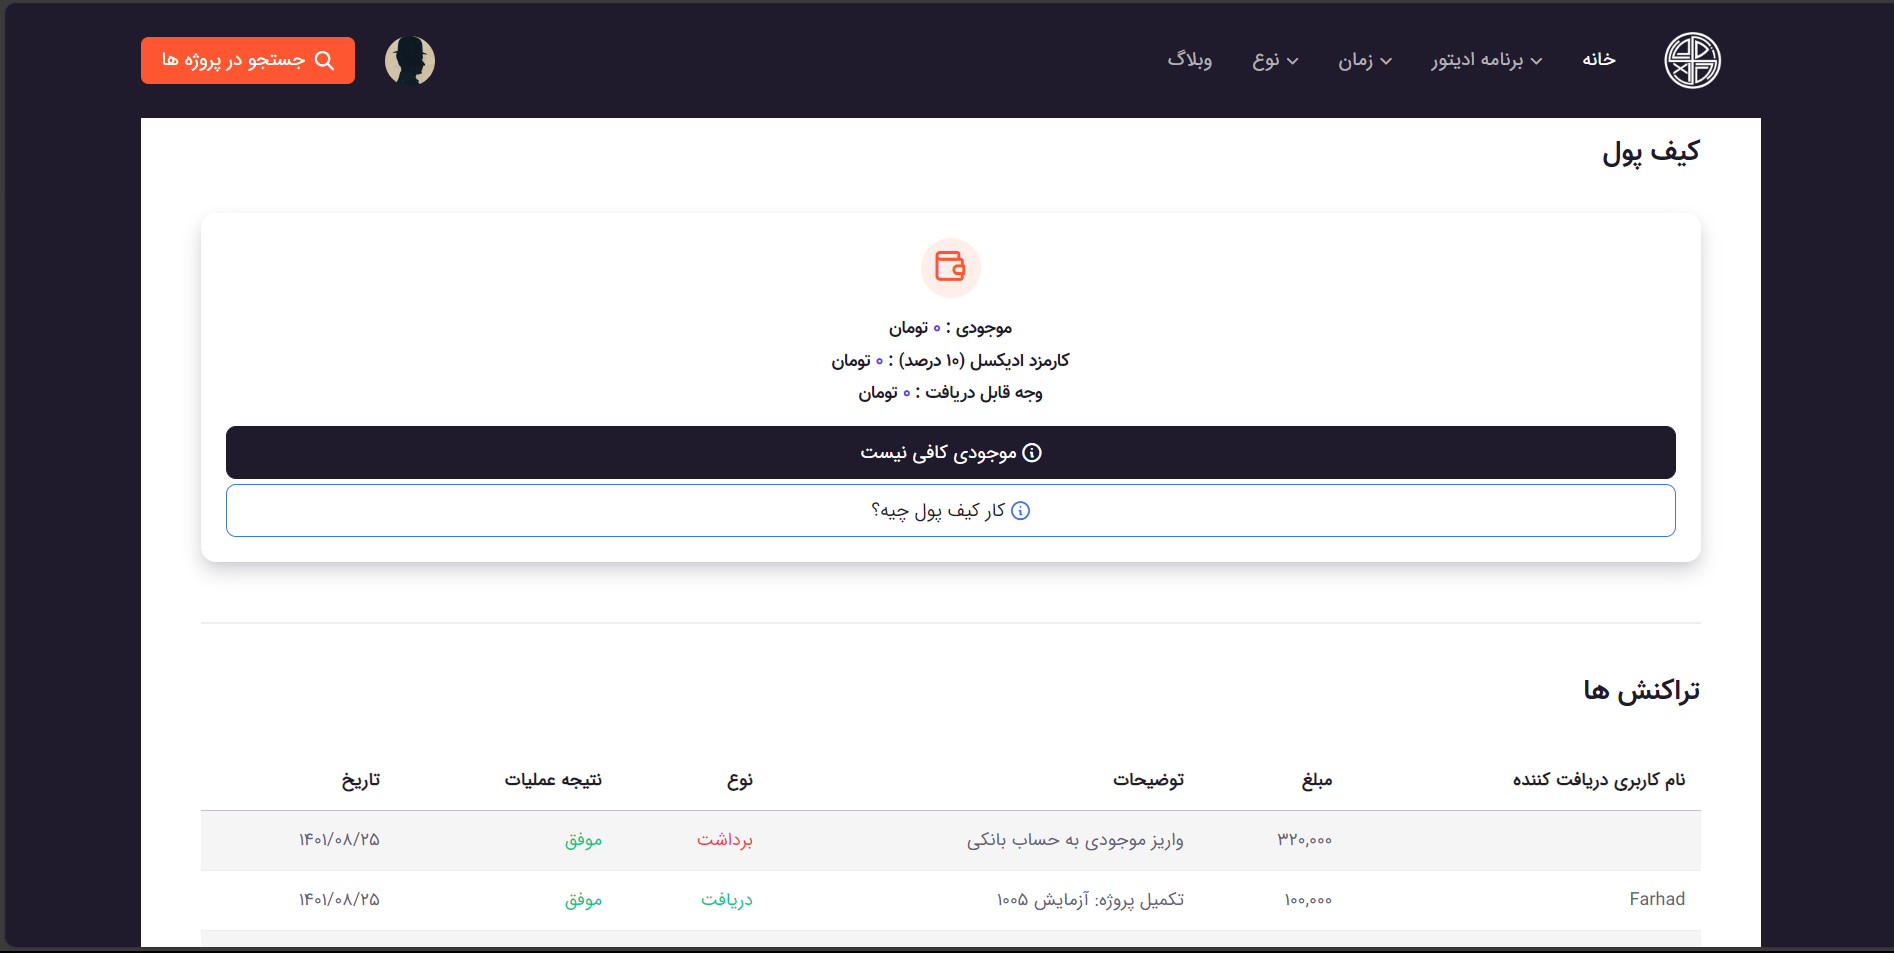 خانه
برنامه ادیتور
زمان
نوع
وبلاگ
جستجو در پروژه ها
کیف پول
موجودی : ۰ تومان
کارمزد ادیکسل (۱۰ درصد) : ۰ تومان
وجه قابل دریافت : ۰ تومان
موجودی کافی نیست
کار کیف پول چیه؟
تراکنش ها
نام کاربری دریافت کننده مبلغ توضیحات نوع نتیجه عملیات تاریخ
۳۲۰,۰۰۰ واریز موجودی به حساب بانکی برداشت موفق ۱۴۰۱/۰۸/۲۵
Farhad ۱۰۰,۰۰۰ تکمیل پروژه: آزمایش ۱۰۰۵ دریافت موفق ۱۴۰۱/۰۸/۲۵